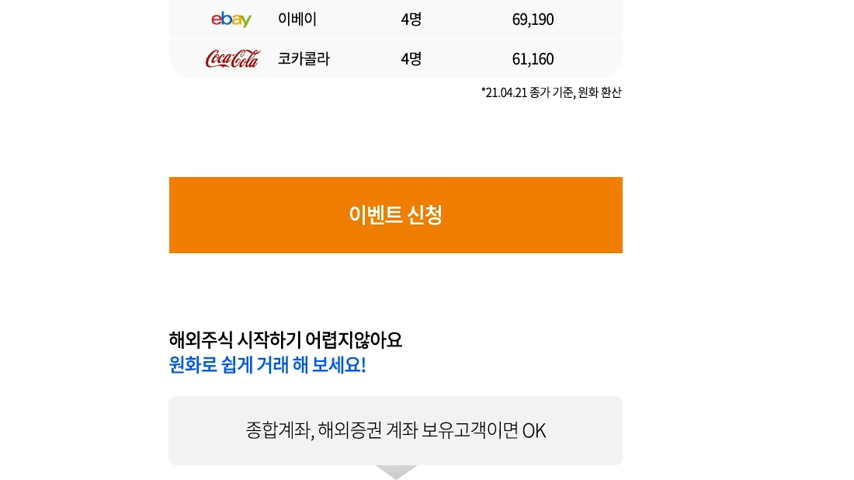 ebay 이베이 4명 69,190
Coca-Cola 코카콜라 4명 61,160
*21.04.21 종가 기준, 원화 환산
이벤트 신청
해외주식 시작하기 어렵지않아요
원화로 쉽게 거래 해 보세요!
종합계좌, 해외증권 계좌 보유고객이면 OK